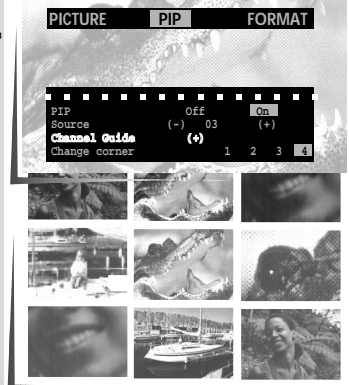 PICTURE PIP FORMAT
PIP Off On
Source (-) 03 (+)
Channel Guide (+)
Change corner 1 2 3 4